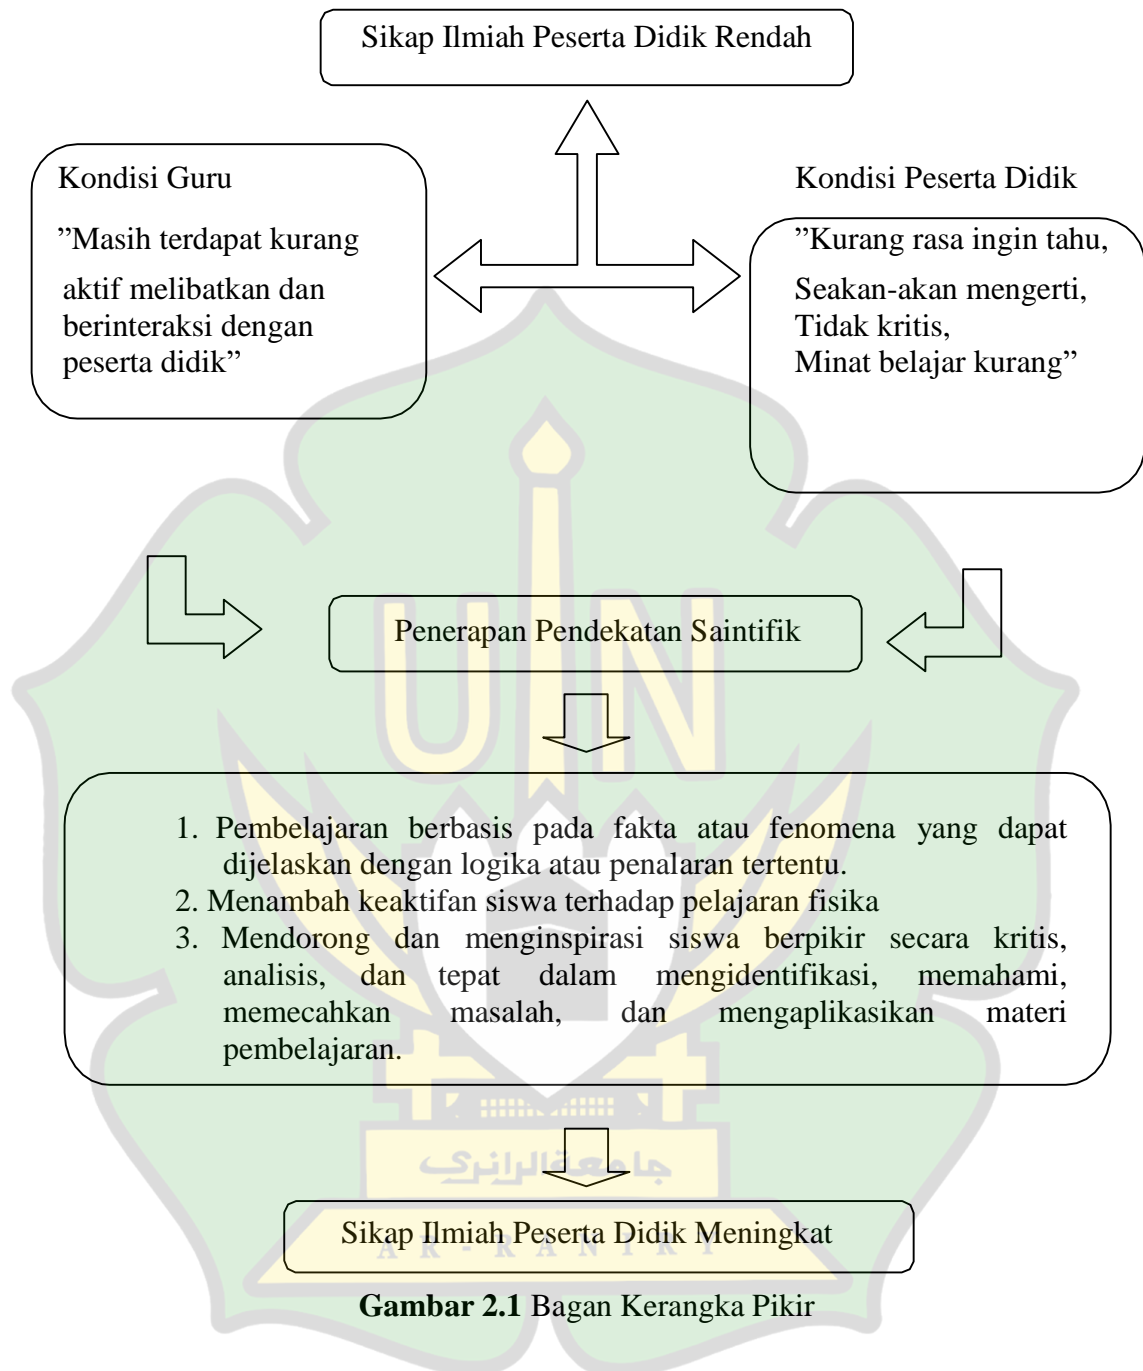 Sikap Ilmiah Peserta Didik Rendah
Kondisi Guru
”Masih terdapat kurang
aktif melibatkan dan
berinteraksi dengan
peserta didik”
Kondisi Peserta Didik
”Kurang rasa ingin tahu,
Seakan-akan mengerti,
Tidak kritis,
Minat belajar kurang”
Penerapan Pendekatan Saintifik
UIN
1. Pembelajaran berbasis pada fakta atau fenomena yang dapat
dijelaskan dengan logika atau penalaran tertentu.
2. Menambah keaktifan siswa terhadap pelajaran fisika
3. Mendorong dan menginspirasi siswa berpikir secara kritis,
analisis, dan tepat dalam mengidentifikasi, memahami,
memecahkan masalah, dan mengaplikasikan materi
pembelajaran.
جامعةالرانري
Sikap Ilmiah Peserta Didik Meningkat
AR-RANIRY
Gambar 2.1 Bagan Kerangka Pikir